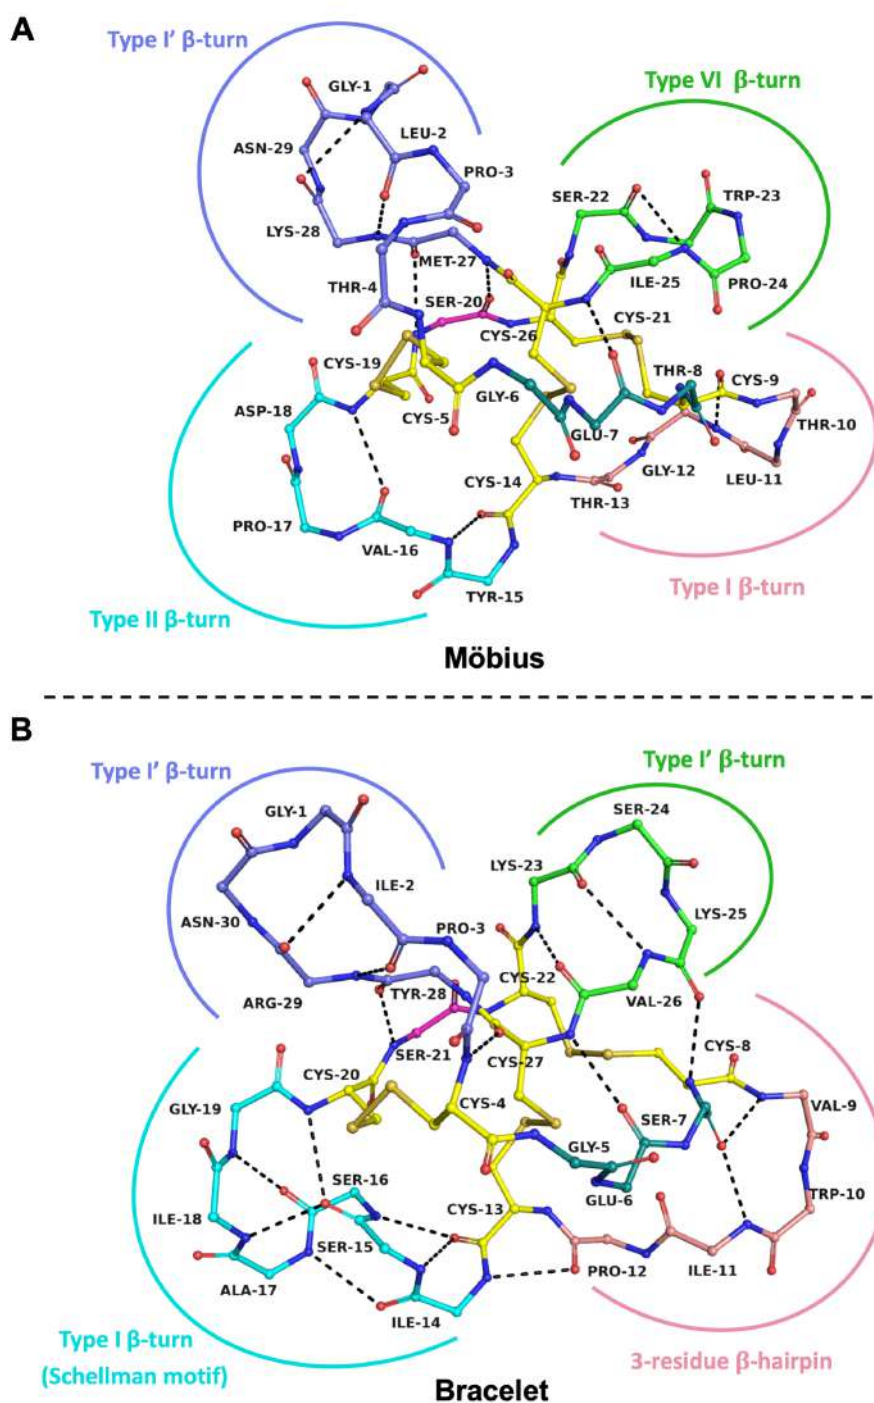 A
Type I' β-turn
Type VI β-turn
GLY-1
LEU-2
ASN-29
PRO-3
SER-22
TRP-23
LYS-28
MET-27
ILE-25
PRO-24
THR-4
SER-20
CYS-26
CYS-21
CYS-19
THR-8
CYS-9
ASP-18
CYS-5
GLY-6
GLU-7
THR-10
GLY-12
LEU-11
CYS-14
THR-13
PRO-17
VAL-16
TYR-15
Type I β-turn
Type II β-turn
Möbius
B
Type I' β-turn
Type I' β-turn
GLY-1
SER-24
LYS-23
ILE-2
ASN-30
PRO-3
LYS-25
CYS-22
ARG-29
TYR-28
VAL-26
SER-21
CYS-27
CYS-8
CYS-20
CYS-4
VAL-9
GLY-19
SER-7
GLY-5
SER-16
GLU-6
TRP-10
CYS-13
ILE-18
SER-15
PRO-12
ILE-11
ALA-17
ILE-14
Type I β-turn
(Schellman motif)
3-residue β-hairpin
Bracelet